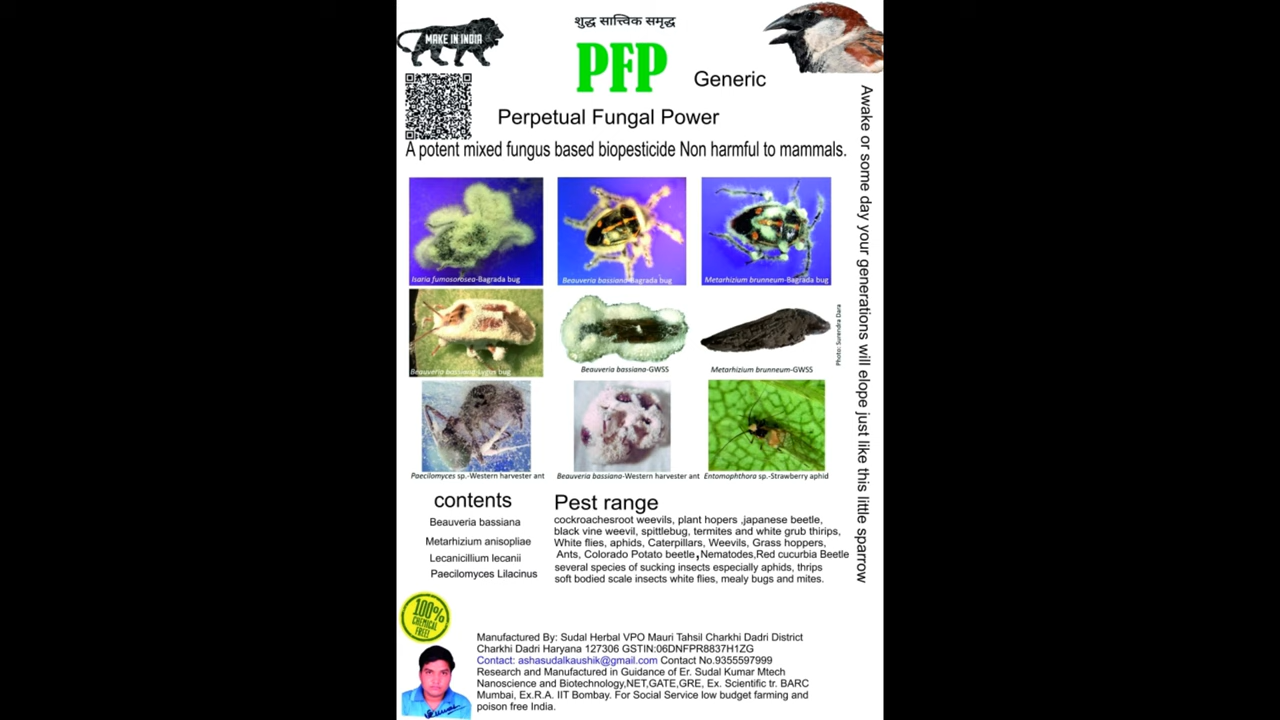 शुद्ध सात्त्विक समृद्ध
MAKE IN INDIA
PFP
Generic
Perpetual Fungal Power
A potent mixed fungus based biopesticide Non harmful to mammals.
Awake or some day your generations will elope just like this little sparrow
Isaria fumosorosea-Bagrada bug
Beauveria bassiana-Bagrada bug
Metarhizium brunneum-Bagrada bug
Beauveria bassiana-Lygus bug
Beauveria bassiana-GWSS
Metarhizium brunneum-GWSS
Photo: Surendra Dara
Paecilomyces sp.-Western harvester ant
Beauveria bassiana-Western harvester ant
Entomophthora sp.-Strawberry aphid
contents
Beauveria bassiana
Metarhizium anisopliae
Lecanicillium lecanii
Paecilomyces Lilacinus
Pest range
cockroachesroot weevils, plant hopers ,japanese beetle,
black vine weevil, spittlebug, termites and white grub thirips,
White flies, aphids, Caterpillars, Weevils, Grass hoppers,
Ants, Colorado Potato beetle,Nematodes,Red cucurbia Beetle
several species of sucking insects especially aphids, thrips
soft bodied scale insects white flies, mealy bugs and mites.
100%
CHEMICAL
FREE!
Manufactured By: Sudal Herbal VPO Mauri Tahsil Charkhi Dadri District
Charkhi Dadri Haryana 127306 GSTIN:06DNFPR8837H1ZG
Contact: ashasudalkaushik@gmail.com Contact No.9355597999
Research and Manufactured in Guidance of Er. Sudal Kumar Mtech
Nanoscience and Biotechnology,NET,GATE,GRE, Ex. Scientific tr. BARC
Mumbai, Ex.R.A. IIT Bombay. For Social Service low budget farming and
poison free India.